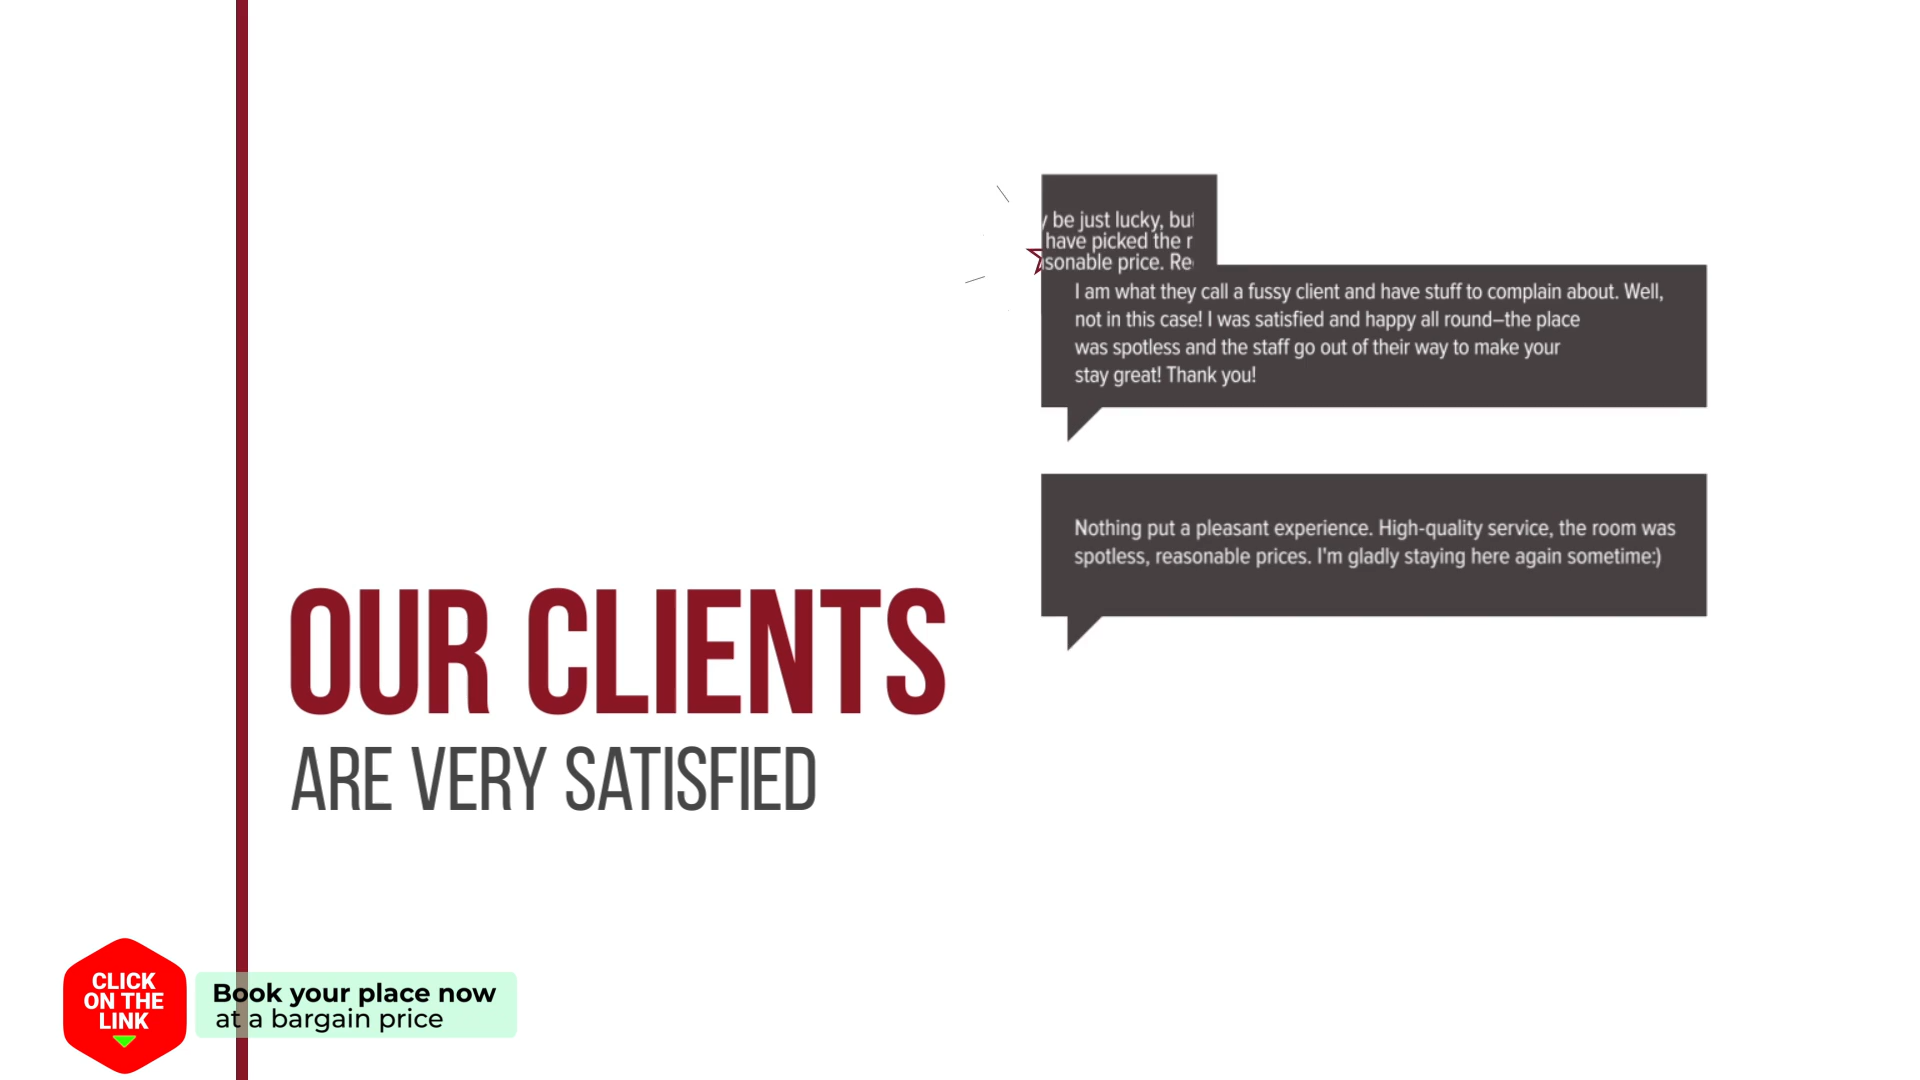 be just lucky, but
have picked the
price.
I am what they call a fussy client and have stuff to complain about. Well,
not in this case! I was satisfied and happy all round–the place
was spotless and the staff go out of their way to make your
stay great! Thank you!
Nothing put a pleasant experience. High-quality service, the room was
spotless, reasonable prices. I'm gladly staying here again sometime:)
OUR CLIENTS
ARE VERY SATISFIED
CLICK
ON THE
LINK
Book your place now
at a bargain price